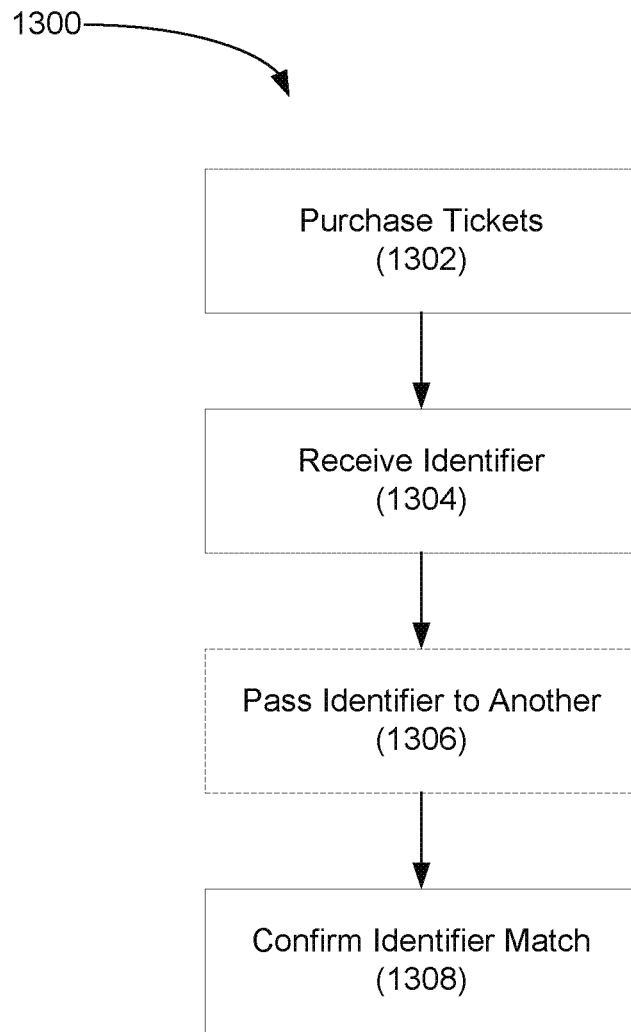 1300
Purchase Tickets
(1302)
Receive Identifier
(1304)
Pass Identifier to Another
(1306)
Confirm Identifier Match
(1308)